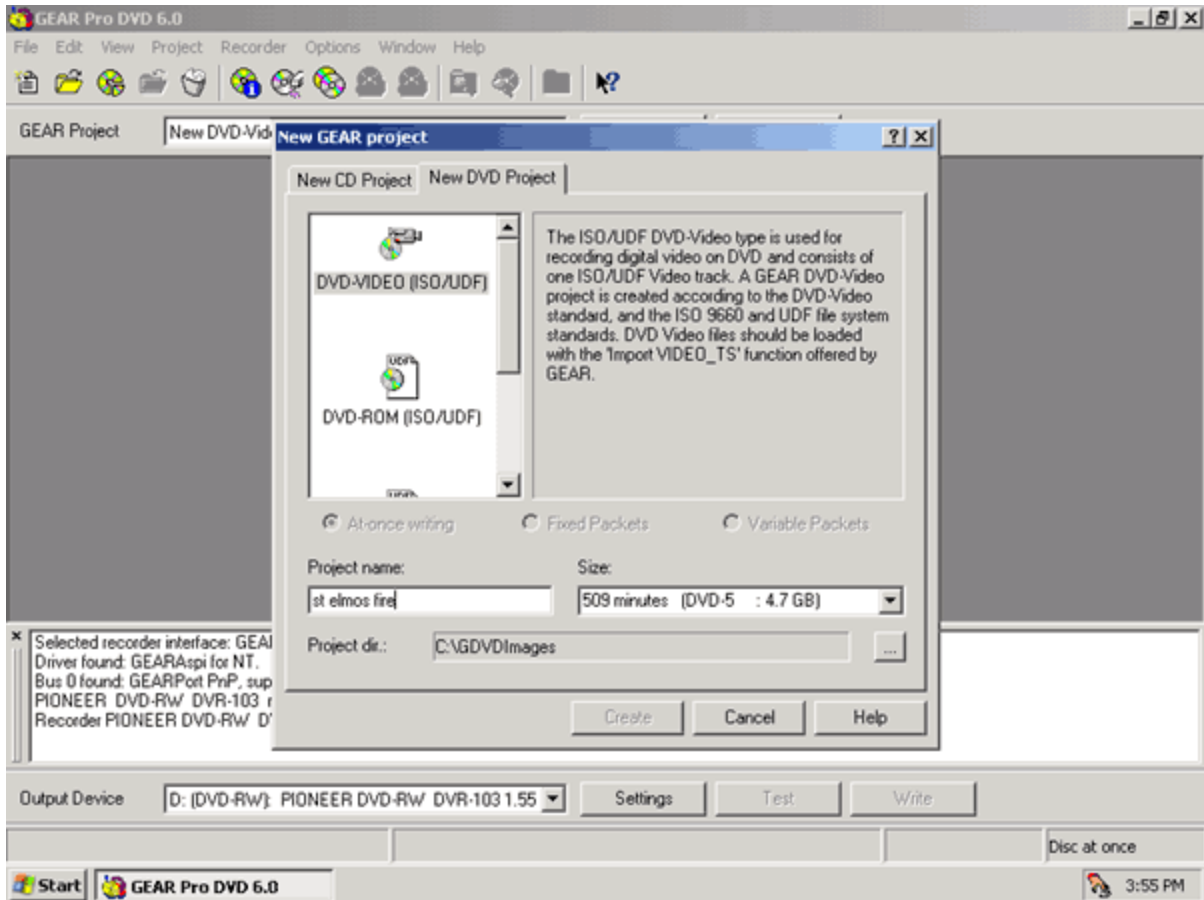 GEAR Pro DVD 6.0
File Edit View Project Recorder Options Window Help
GEAR Project New DVD-Vid
New GEAR project
New CD Project New DVD Project
DVD-VIDEO (ISO/UDF)
UDF
DVD-ROM (ISO/UDF)
The ISO/UDF DVD-Video type is used for
recording digital video on DVD and consists of
one ISO/UDF Video track. A GEAR DVD-Video
project is created according to the DVD-Video
standard, and the ISO 9660 and UDF file system
standards. DVD Video files should be loaded
with the 'Import VIDEO_TS' function offered by
GEAR.
At-once writing Fixed Packets Variable Packets
Project name: Size:
st elmos fire 509 minutes (DVD-5 : 4.7 GB)
Project dir.: C:\GDVDImages ...
Create Cancel Help
Selected recorder interface: GEA
Driver found: GEARAspi for NT.
Bus 0 found: GEARPort PnP, sup
PIONEER DVD-RW DVR-103
Recorder PIONEER DVD-RW D
Output Device D: (DVD-RW): PIONEER DVD-RW DVR-103 1.55 Settings Test Write
Disc at once
Start GEAR Pro DVD 6.0 3:55 PM